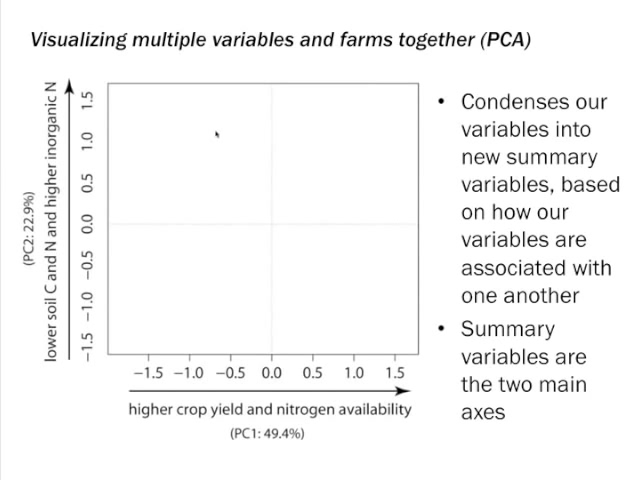 Visualizing multiple variables and farms together (PCA)
(PC2: 22.9%)
lower soil C and N and higher inorganic N
1.5
1.0
0.5
0.0
−0.5
−1.0
−1.5
−1.5 −1.0 −0.5 0.0 0.5 1.0 1.5
higher crop yield and nitrogen availability
(PC1: 49.4%)
• Condenses our
variables into
new summary
variables, based
on how our
variables are
associated with
one another
• Summary
variables are
the two main
axes